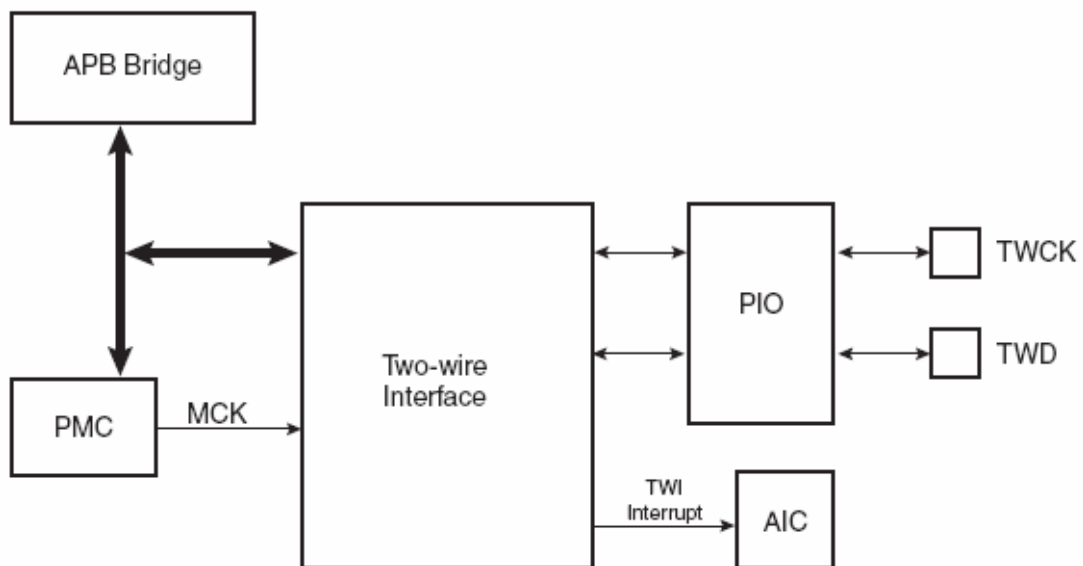 APB Bridge
TWCK
PIO
Two-wire
Interface
TWD
PMC
MCK
TWI
Interrupt
AIC